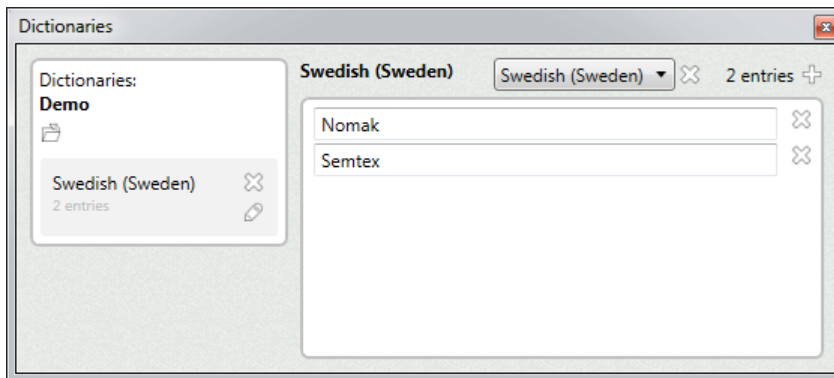 Dictionaries
Dictionaries:
Demo
Swedish (Sweden)
2 entries
Swedish (Sweden)
Swedish (Sweden)
2 entries
Nomak
Semtex